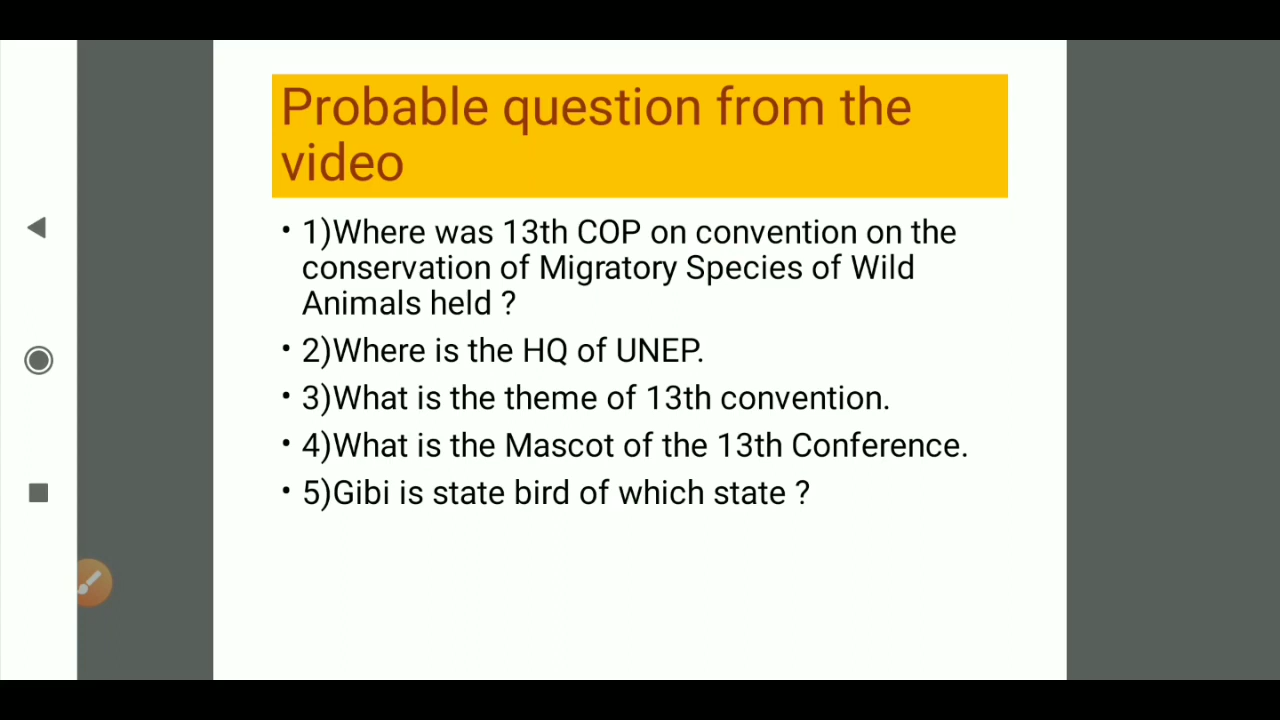 Probable question from the
video
• 1)Where was 13th COP on convention on the
conservation of Migratory Species of Wild
Animals held ?
• 2)Where is the HQ of UNEP.
• 3)What is the theme of 13th convention.
• 4)What is the Mascot of the 13th Conference.
• 5)Gibi is state bird of which state ?